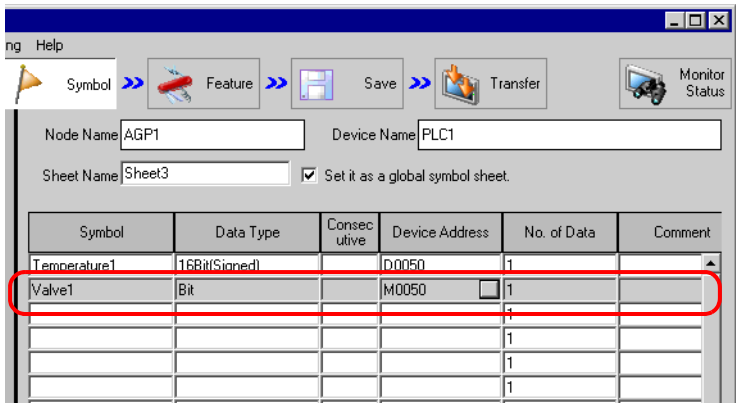 ng Help
Symbol Feature Save Transfer Monitor Status
Node Name AGP1 Device Name PLC1
Sheet Name Sheet3 Set it as a global symbol sheet.
Symbol Data Type Consecutive Device Address No. of Data Comment
Temperature1 16Bit(Signed) D0050 1
Valve1 Bit M0050 1
1
1
1
1